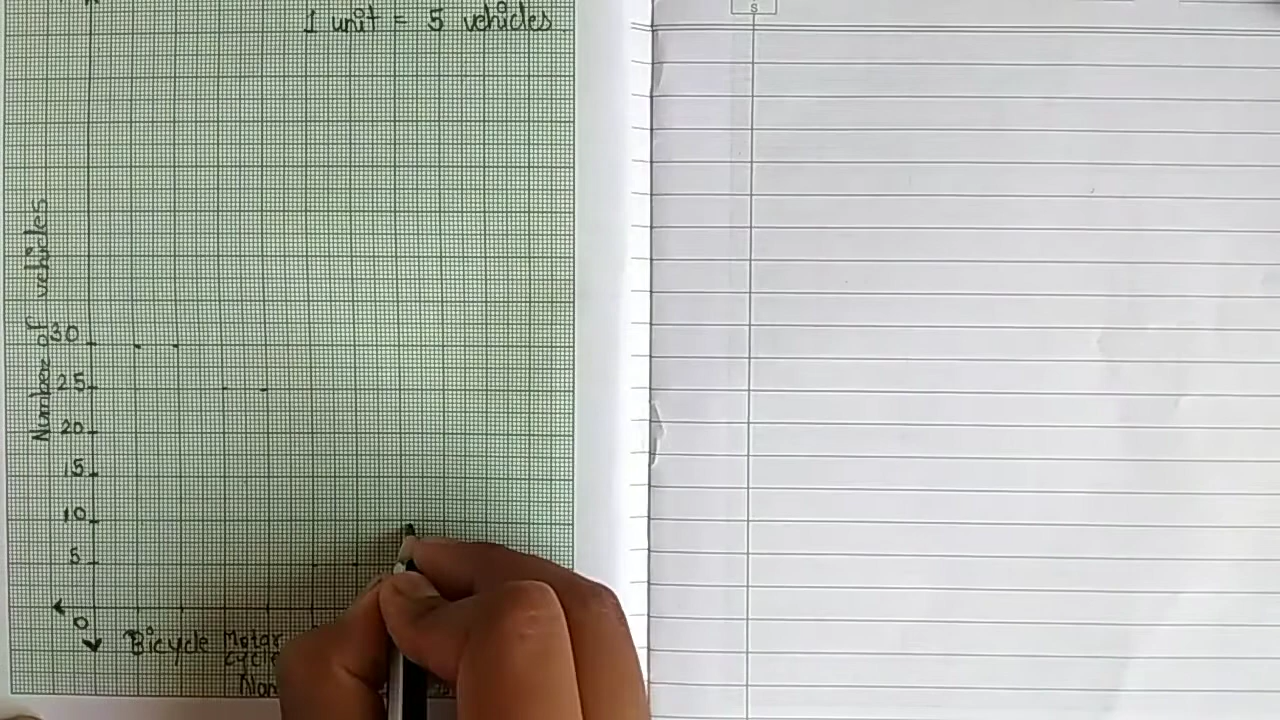 S
1 unit = 5 vehicles
Number of vehicles
30
25
20
15
10
5
0
Bicycle Motor
cycle